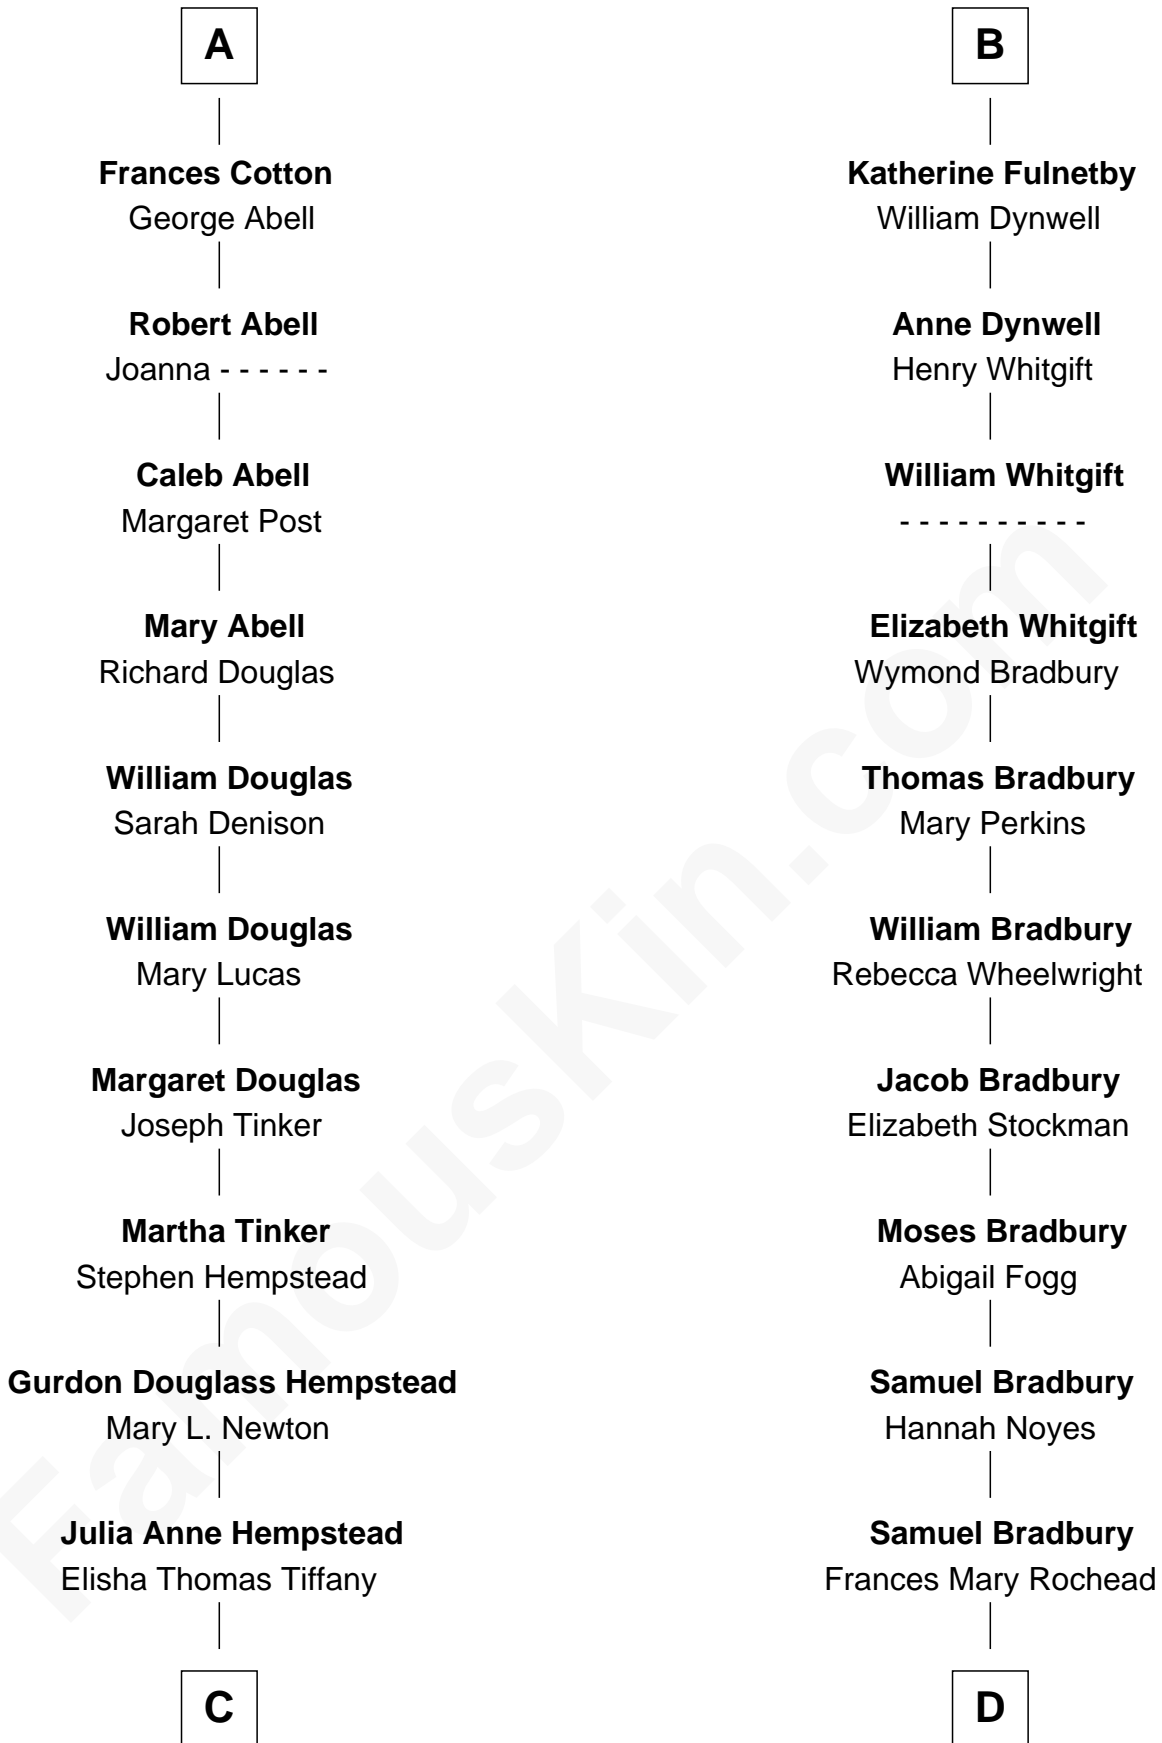 A
Frances Cotton
George Abell
Robert Abell
Joanna - - - - - -
Caleb Abell
Margaret Post
Mary Abell
Richard Douglas
William Douglas
Sarah Denison
William Douglas
Mary Lucas
Margaret Douglas
Joseph Tinker
Martha Tinker
Stephen Hempstead
Gurdon Douglass Hempstead
Mary L. Newton
Julia Anne Hempstead
Elisha Thomas Tiffany
C
B
Katherine Fulnetby
William Dynwell
Anne Dynwell
Henry Whitgift
William Whitgift
- - - - - - - - - -
Elizabeth Whitgift
Wymond Bradbury
Thomas Bradbury
Mary Perkins
William Bradbury
Rebecca Wheelwright
Jacob Bradbury
Elizabeth Stockman
Moses Bradbury
Abigail Fogg
Samuel Bradbury
Hannah Noyes
Samuel Bradbury
Frances Mary Rochead
D
FamousKin.com